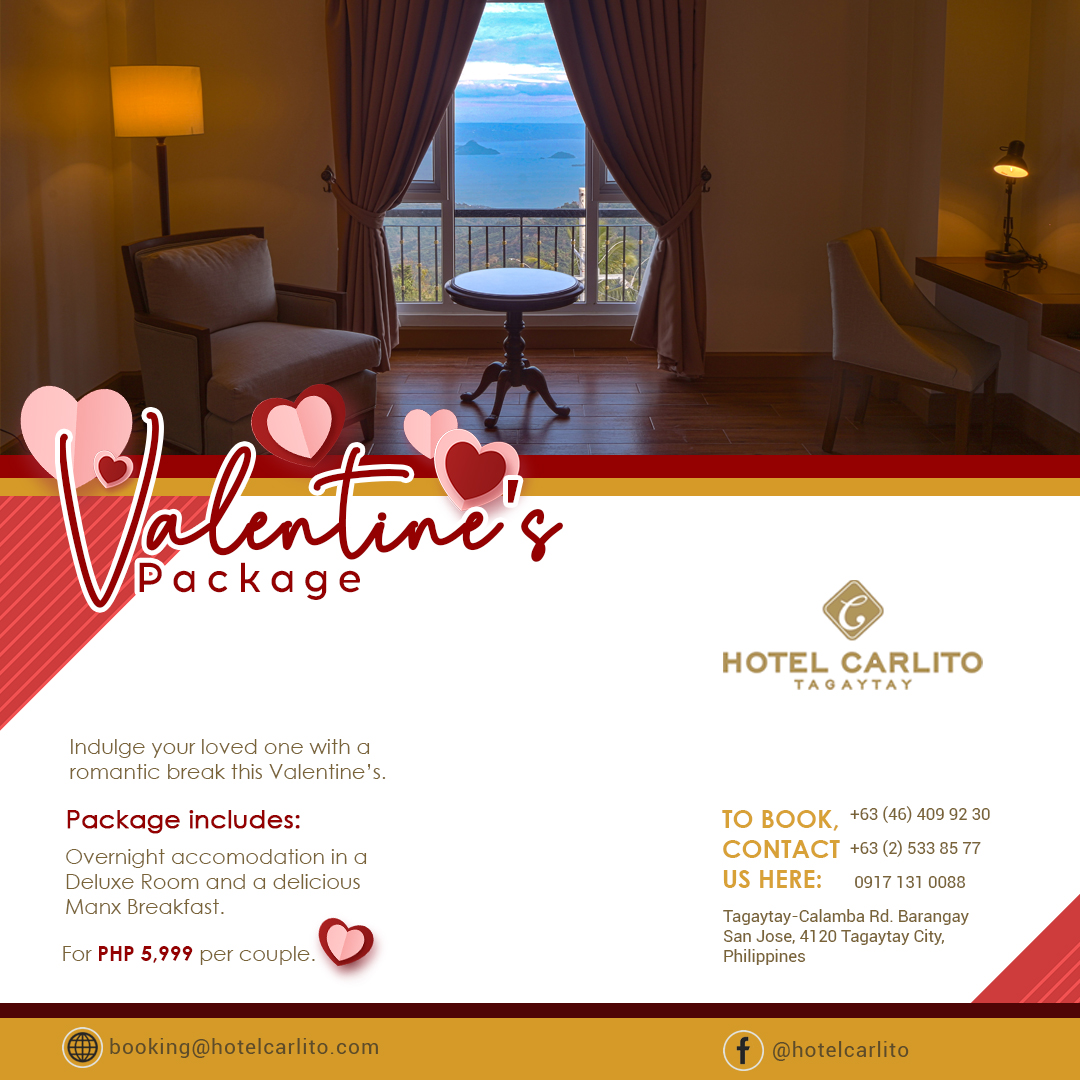 Valentine's
Package
HOTEL CARLITO
TAGAYTAY
Indulge your loved one with a
romantic break this Valentine's.
Package includes:
Overnight accomodation in a
Deluxe Room and a delicious
Manx Breakfast.
For PHP 5,999 per couple.
TO BOOK,
CONTACT
US HERE:
+63 (46) 409 92 30
+63 (2) 533 85 77
0917 131 0088
Tagaytay-Calamba Rd. Barangay
San Jose, 4120 Tagaytay City,
Philippines
booking@hotelcarlito.com
@hotelcarlito